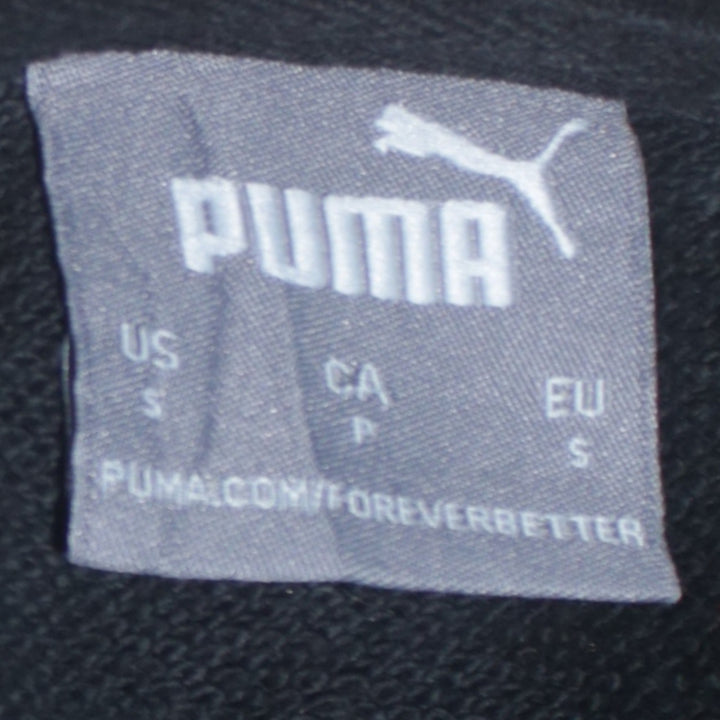 PUMA
US CA EU
S P S
PUMA.COM/FOREVERBETTER